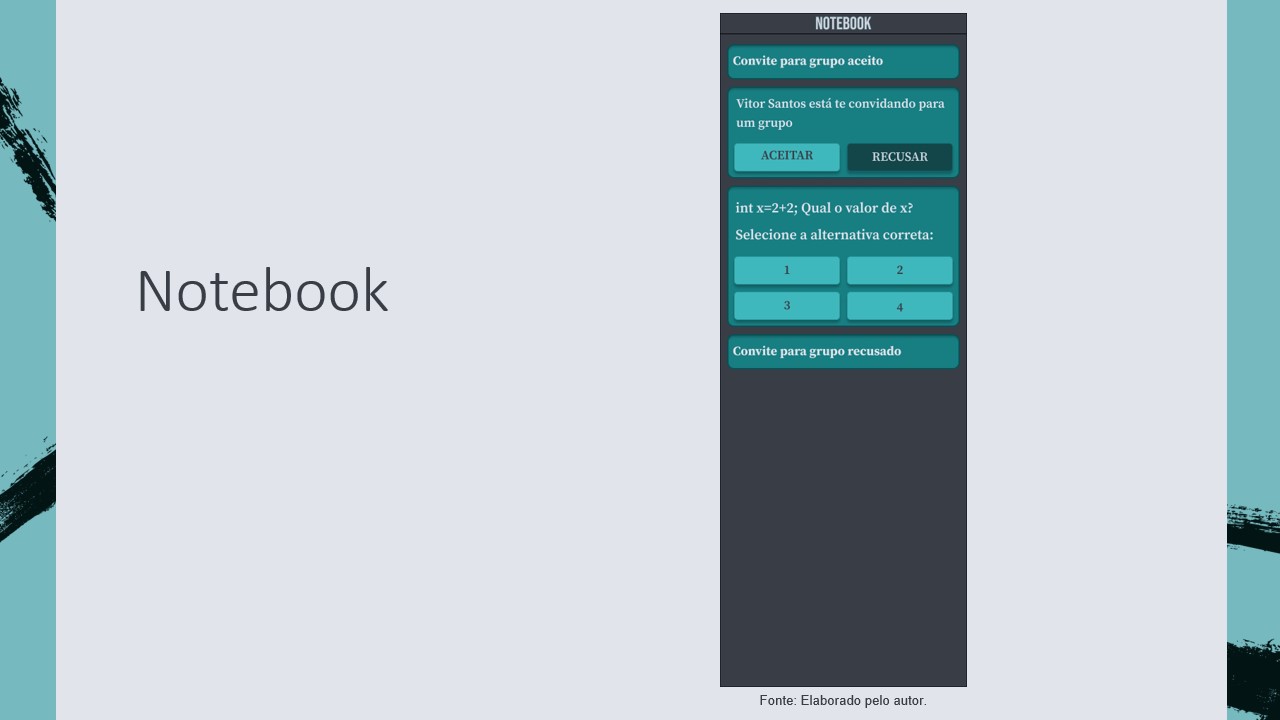 Notebook
NOTEBOOK
Convite para grupo aceito
Vitor Santos está te convidando para
um grupo
ACEITAR
RECUSAR
int x=2+2; Qual o valor de x?
Selecione a alternativa correta:
1
2
3
4
Convite para grupo recusado
Fonte: Elaborado pelo autor.